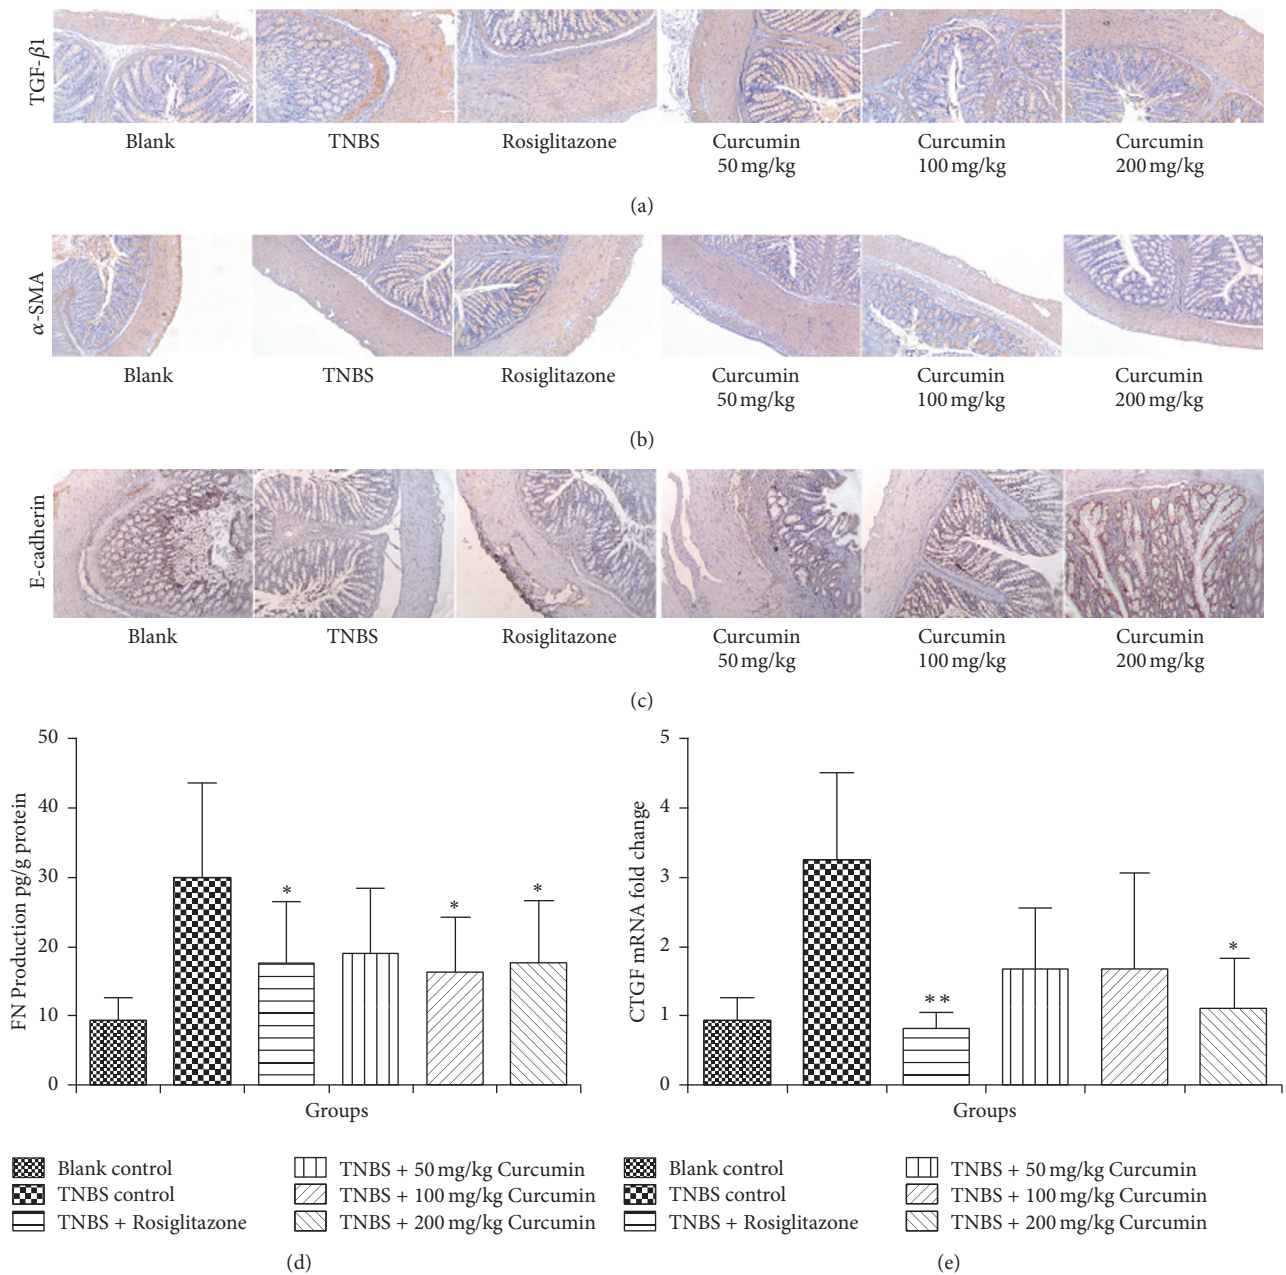 TGF-β1
Blank
TNBS
Rosiglitazone
Curcumin
50 mg/kg
Curcumin
100 mg/kg
Curcumin
200 mg/kg
(a)
α-SMA
Blank
TNBS
Rosiglitazone
Curcumin
50 mg/kg
Curcumin
100 mg/kg
Curcumin
200 mg/kg
(b)
E-cadherin
Blank
TNBS
Rosiglitazone
Curcumin
50 mg/kg
Curcumin
100 mg/kg
Curcumin
200 mg/kg
(c)
FN Production pg/g protein
50
40
30
20
10
0
*
*
*
Groups
Blank control
TNBS control
TNBS + Rosiglitazone
TNBS + 50 mg/kg Curcumin
TNBS + 100 mg/kg Curcumin
TNBS + 200 mg/kg Curcumin
(d)
CTGF mRNA fold change
5
4
3
2
1
0
**
*
Groups
Blank control
TNBS control
TNBS + Rosiglitazone
TNBS + 50 mg/kg Curcumin
TNBS + 100 mg/kg Curcumin
TNBS + 200 mg/kg Curcumin
(e)